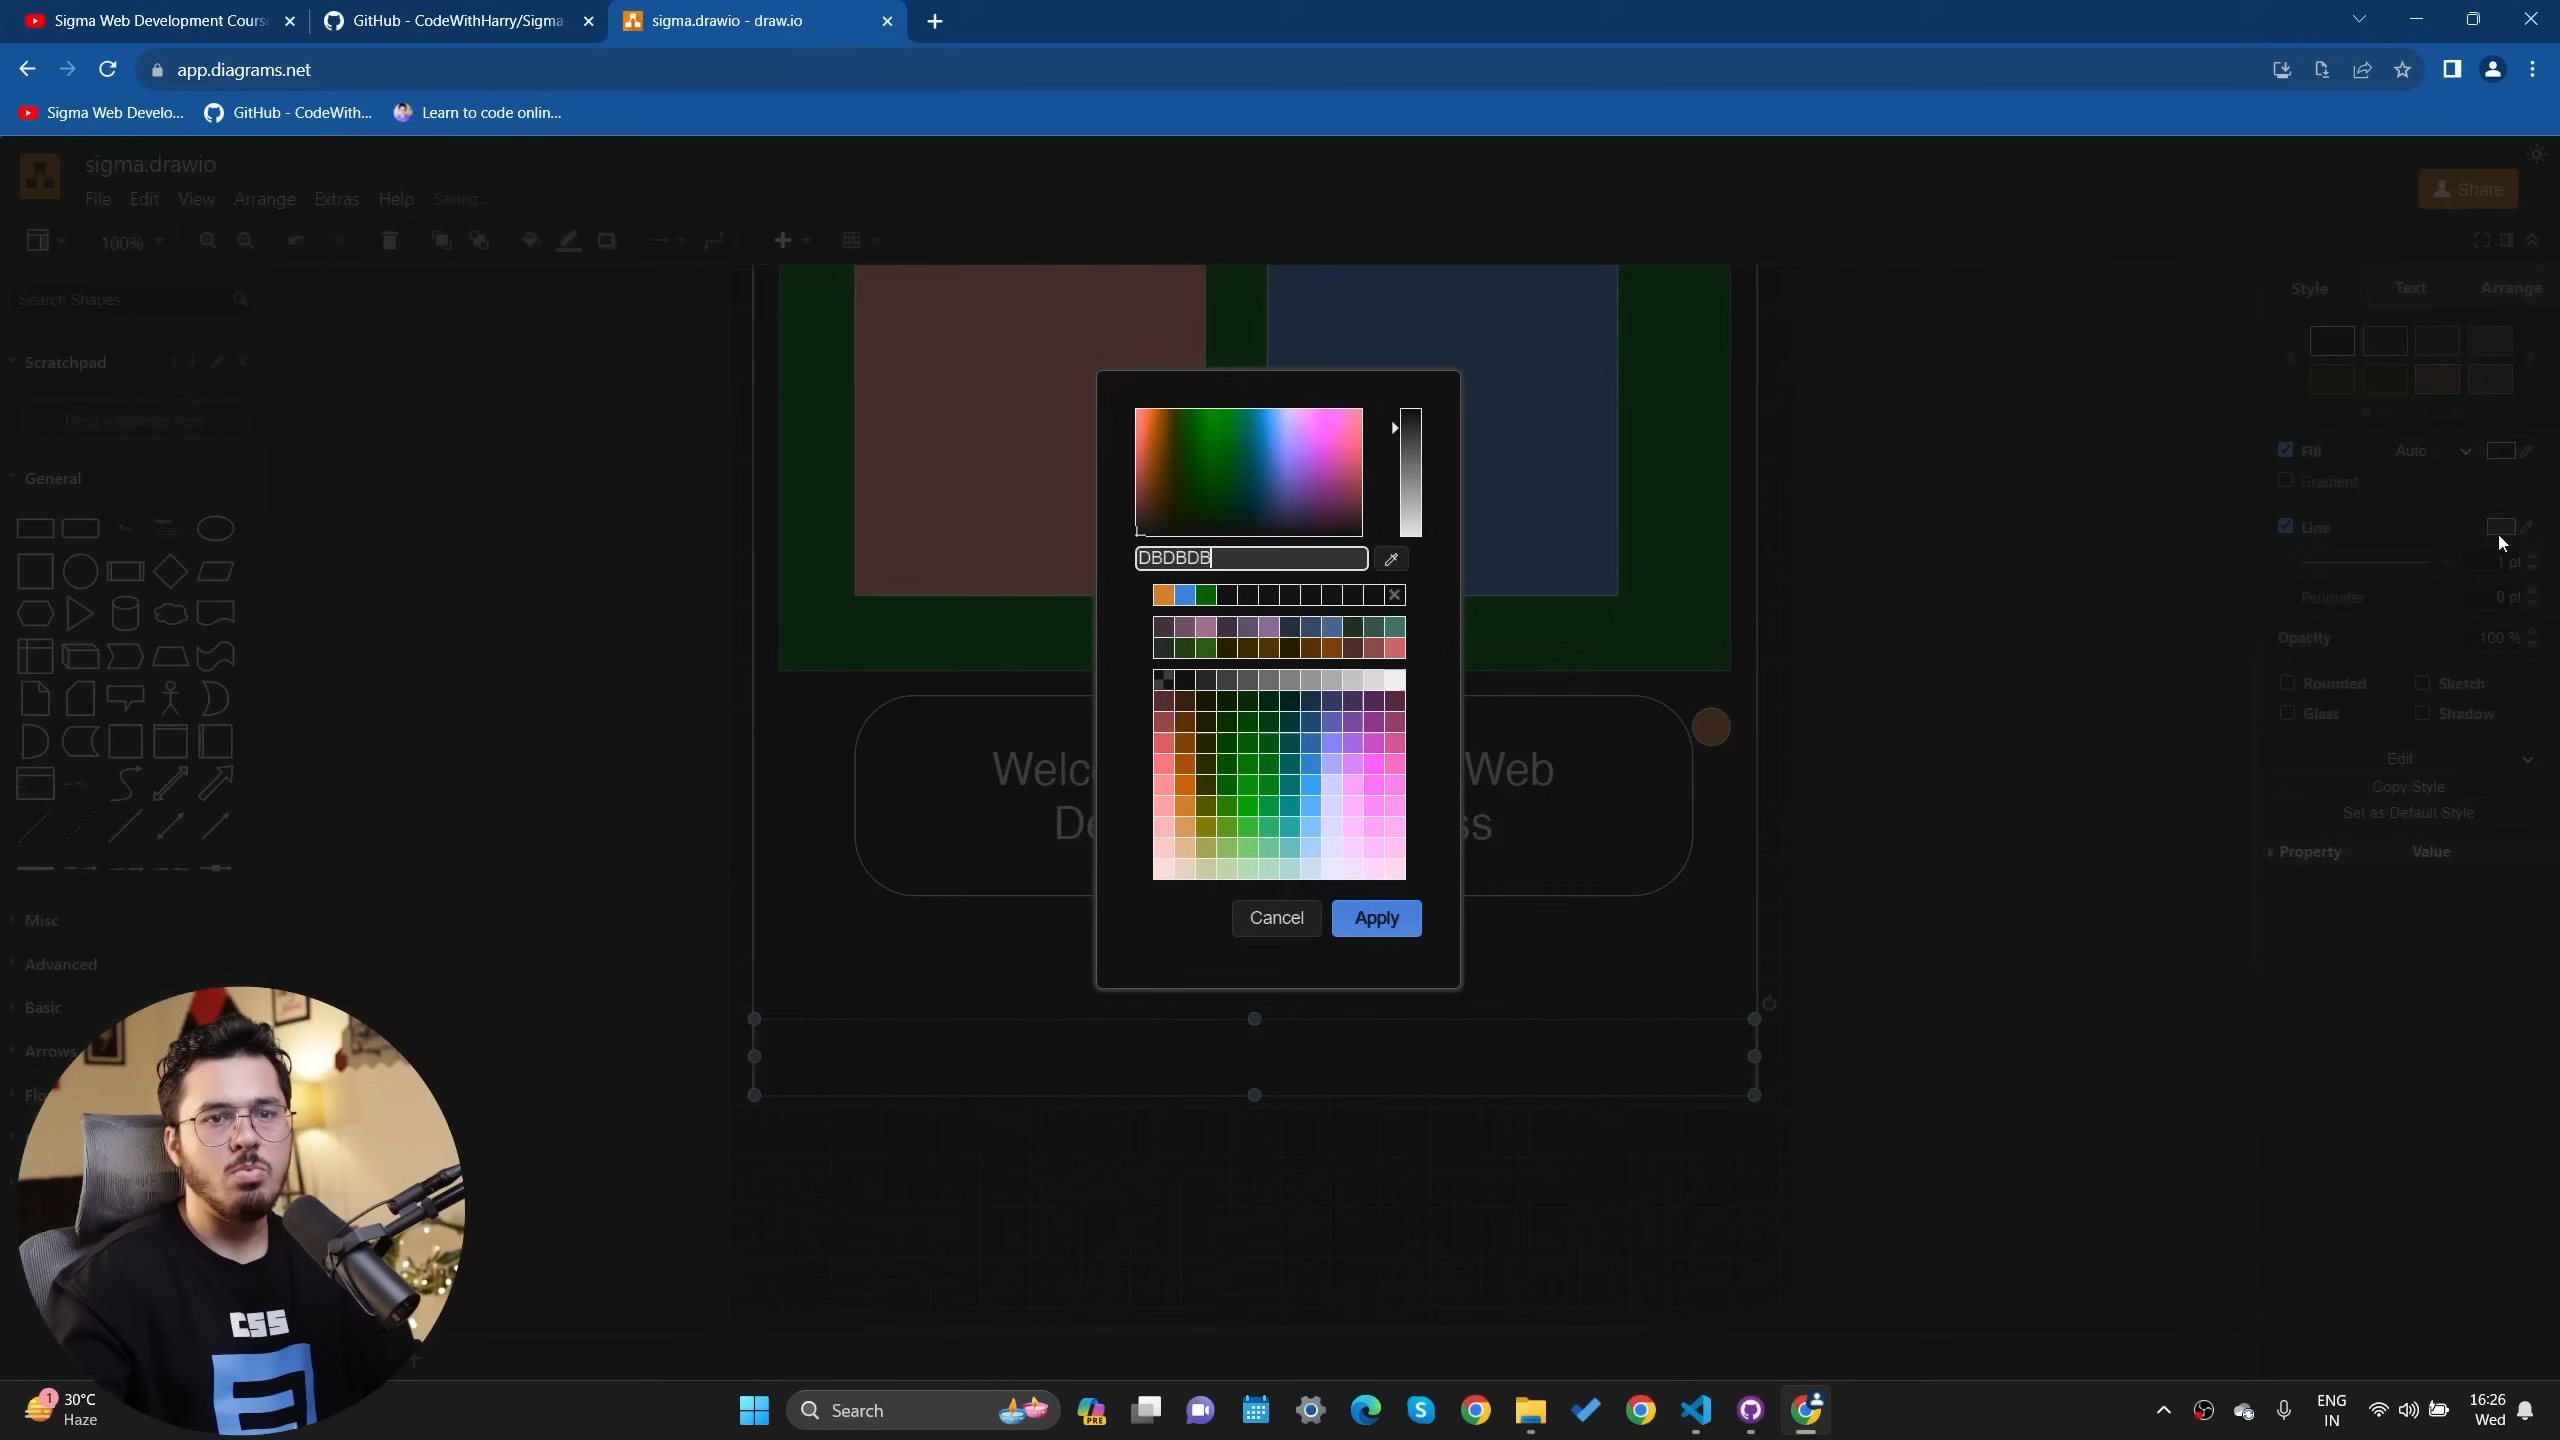 Sigma Web Development Cours
GitHub - CodeWithHarry/Sigma-
sigma.drawio - draw.io
app.diagrams.net
Sigma Web Develo...
GitHub - CodeWith...
Learn to code onlin...
sigma.drawio
File Edit View Arrange Extras Help Saving...
Share
100%
Search Shapes
Style Text Arrange
Scratchpad
Drag elements here
General
Fill Auto
Gradient
Line
1 pt
Perimeter 0 pt
Opacity 100 %
Rounded Sketch
Glass Shadow
Edit
Copy Style
Set as Default Style
Property Value
DBDBDB
Welc
Web
De
ss
Cancel Apply
Misc
Advanced
Basic
Arrows
Flo
CSS
1
30°C
Haze
Search
PRE
ENG
IN
16:26
Wed